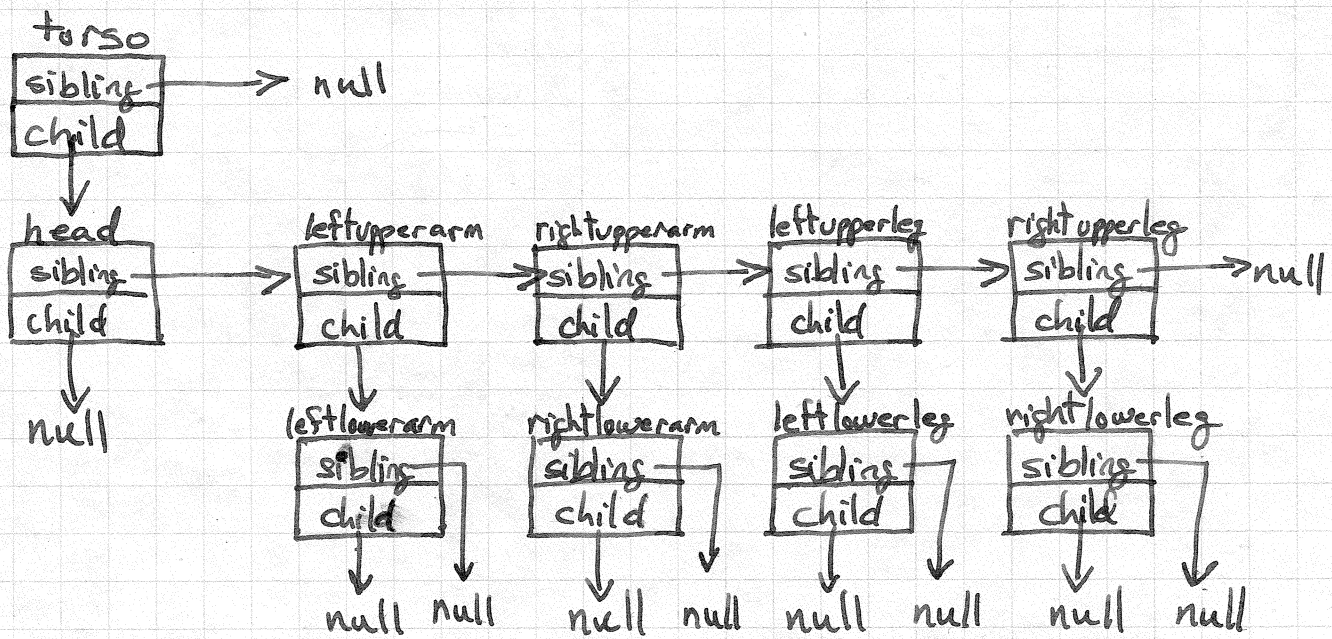 torso
sibling null
child
head leftupperarm rightupperarm leftupperleg rightupperleg
sibling sibling sibling sibling sibling null
child child child child child
null leftlowerarm rightlowerarm leftlowerleg rightlowerleg
sibling sibling sibling sibling
child child child child
null null null null null null null null